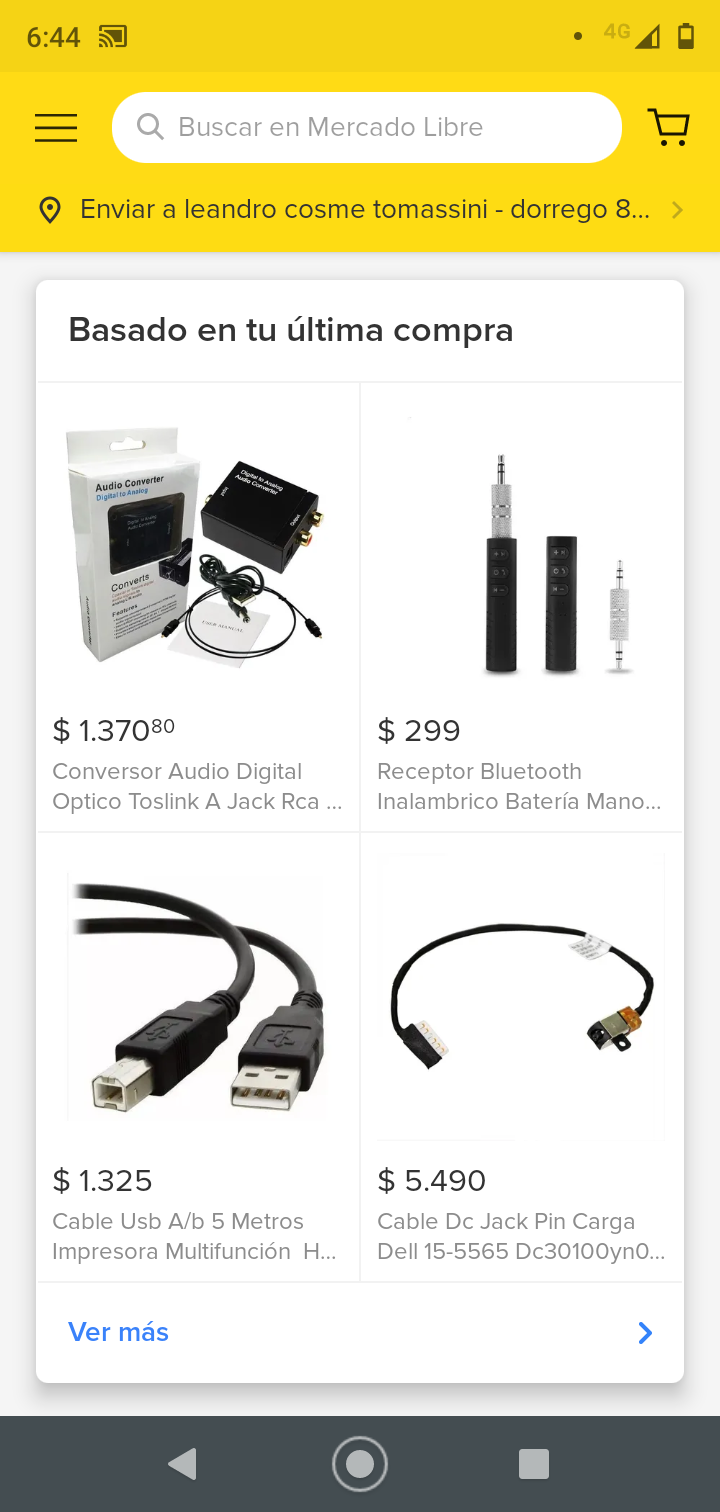 6:44
4G
Buscar en Mercado Libre
Enviar a leandro cosme tomassini - dorrego 8...
Basado en tu última compra
Audio Converter
Digital to Analog
Converts
Features
Digital to Analog
Audio Converter
Input
Output
USER MANUAL
$ 1.370⁸⁰
Conversor Audio Digital
Optico Toslink A Jack Rca ...
$ 299
Receptor Bluetooth
Inalambrico Batería Mano...
$ 1.325
Cable Usb A/b 5 Metros
Impresora Multifunción H...
$ 5.490
Cable Dc Jack Pin Carga
Dell 15-5565 Dc30100yn0...
Ver más